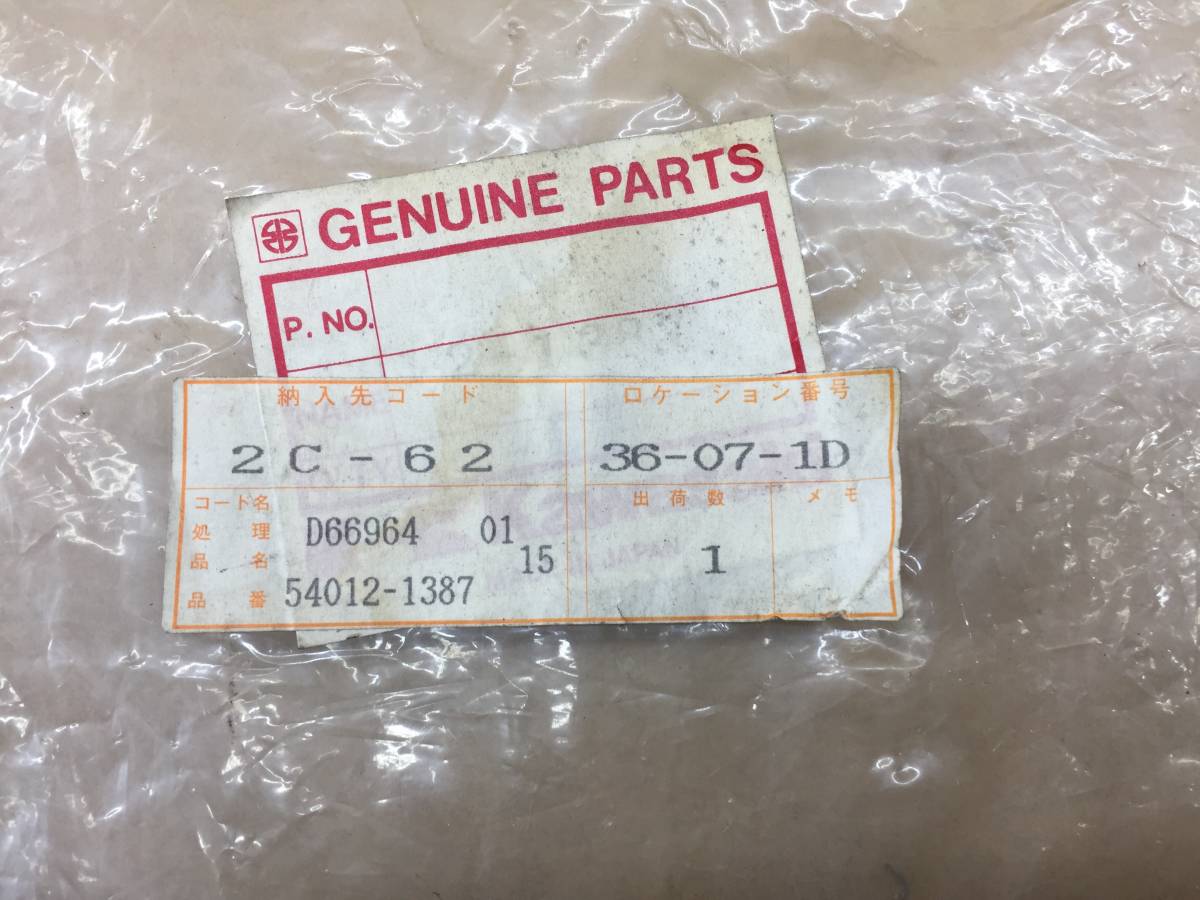 GENUINE PARTS
P. NO.
納入先コード ロケーション番号
2C-62 36-07-1D
コード名 出荷数 メモ
処理 D66964 01
品名 15 1
品番 54012-1387